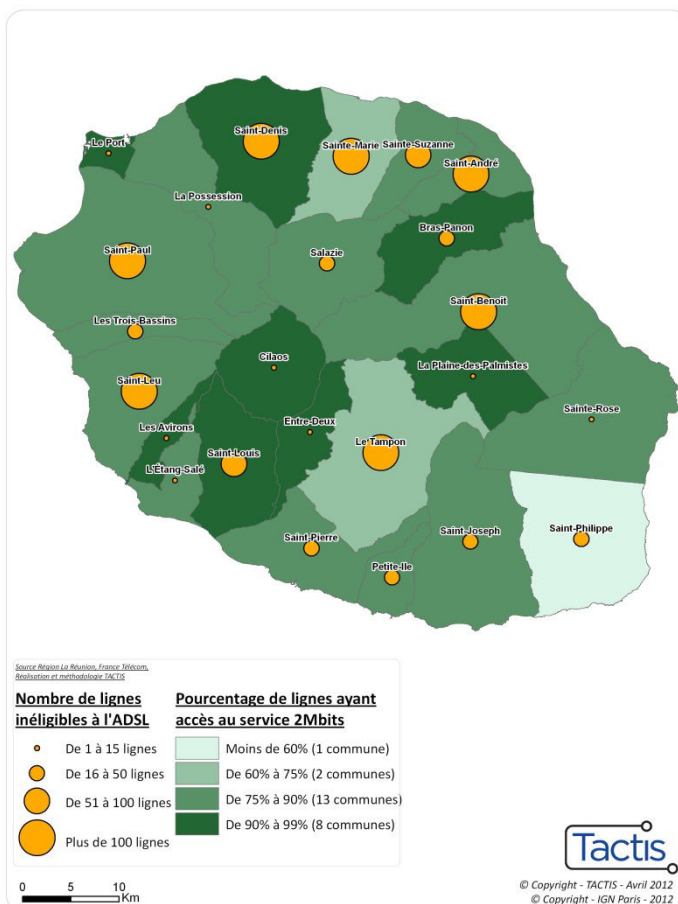 Saint-Denis
Le Port
Sainte-Marie
Sainte-Suzanne
Saint-André
La Possession
Bras-Panon
Saint-Paul
Salazie
Saint-Benoit
Les Trois-Bassins
Cilaos
La Plaine-des-Palmistes
Saint-Leu
Sainte-Rose
Les Avirons
Entre-Deux
Le Tampon
Saint-Louis
L'Étang-Salé
Saint-Pierre
Saint-Joseph
Saint-Philippe
Petite-Ile
Source Région La Réunion, France Télécom,
Réalisation et méthodologie TACTIS
Nombre de lignes
inéligibles à l'ADSL
De 1 à 15 lignes
De 16 à 50 lignes
De 51 à 100 lignes
Plus de 100 lignes
Pourcentage de lignes ayant
accès au service 2Mbits
Moins de 60% (1 commune)
De 60% à 75% (2 communes)
De 75% à 90% (13 communes)
De 90% à 99% (8 communes)
0 5 10
Km
Tactis
© Copyright - TACTIS - Avril 2012
© Copyright - IGN Paris - 2012